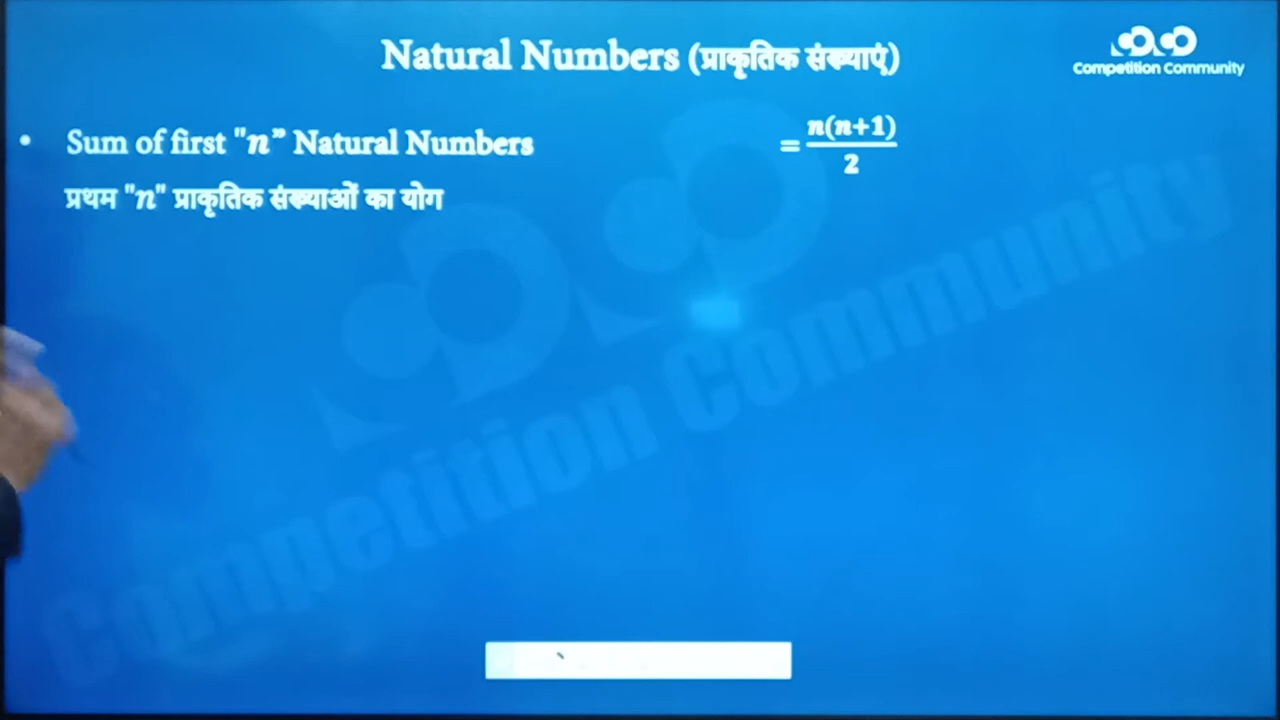 Natural Numbers (प्राकृतिक संख्याएं)
Competition Community
• Sum of first "n” Natural Numbers = n(n+1)/2
प्रथम "n" प्राकृतिक संख्याओं का योग
Competition Community